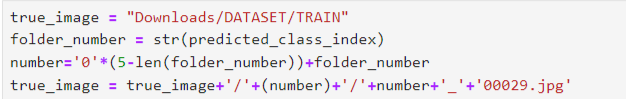 true_image = "Downloads/DATASET/TRAIN"
folder_number = str(predicted_class_index)
number='0'*(5-len(folder_number))+folder_number
true_image = true_image+'/'+(number)+'/'+number+'_'+'00029.jpg'